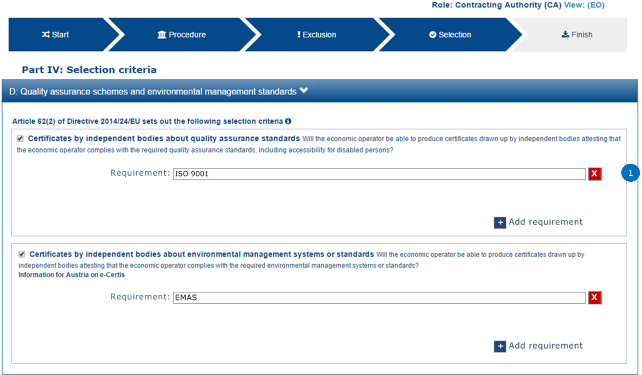 Role: Contracting Authority (CA) View: (EO)
Start
Procedure
Exclusion
Selection
Finish
Part IV: Selection criteria
D: Quality assurance schemes and environmental management standards
Article 62(2) of Directive 2014/24/EU sets out the following selection criteria
Certificates by independent bodies about quality assurance standards Will the economic operator be able to produce certificates drawn up by independent bodies attesting that
the economic operator complies with the required quality assurance standards, including accessibility for disabled persons?
Requirement: ISO 9001 X
1
+ Add requirement
Certificates by independent bodies about environmental management systems or standards Will the economic operator be able to produce certificates drawn up by
independent bodies attesting that the economic operator complies with the required environmental management systems or standards?
Information for Austria on e-Certis
Requirement: EMAS X
+ Add requirement